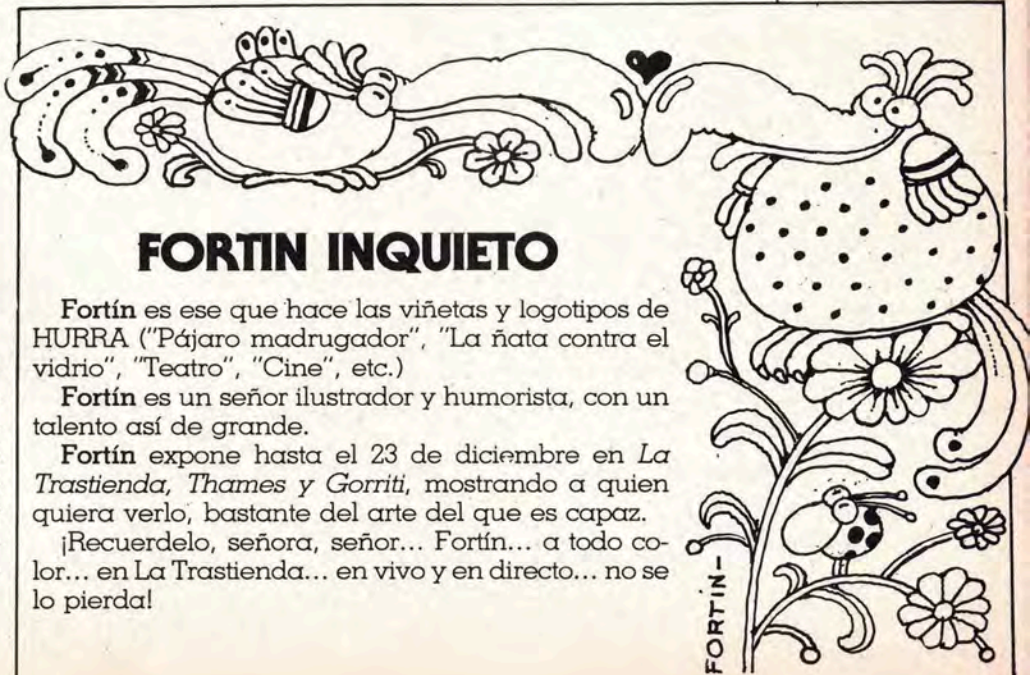 FORTIN INQUIETO
Fortín es ese que hace las viñetas y logotipos de
HURRA ("Pájaro madrugador", "La ñata contra el
vidrio", "Teatro", "Cine", etc.)
Fortín es un señor ilustrador y humorista, con un
talento así de grande.
Fortín expone hasta el 23 de diciembre en La
Trastienda, Thames y Gorriti, mostrando a quien
quiera verlo, bastante del arte del que es capaz.
¡Recuerdelo, señora, señor... Fortín... a todo co-
lor... en La Trastienda... en vivo y en directo... no se
lo pierda!
FORTIN-